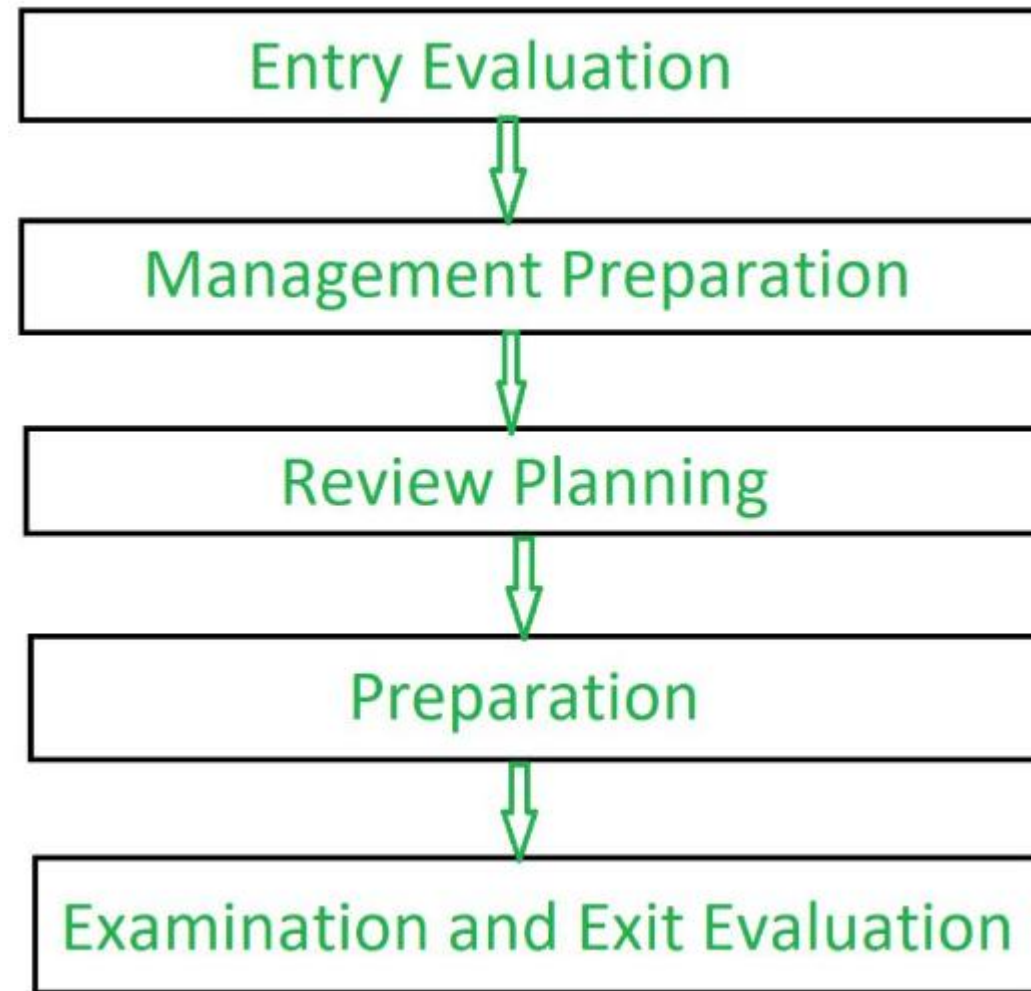 Entry Evaluation
Management Preparation
Review Planning
Preparation
Examination and Exit Evaluation